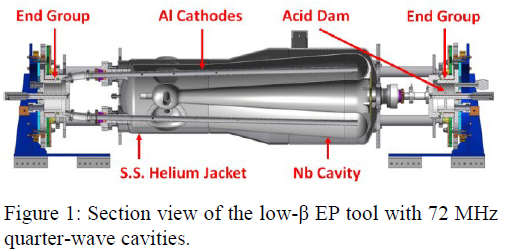 End Group Al Cathodes Acid Dam End Group
S.S. Helium Jacket Nb Cavity
Figure 1: Section view of the low-β EP tool with 72 MHz
quarter-wave cavities.